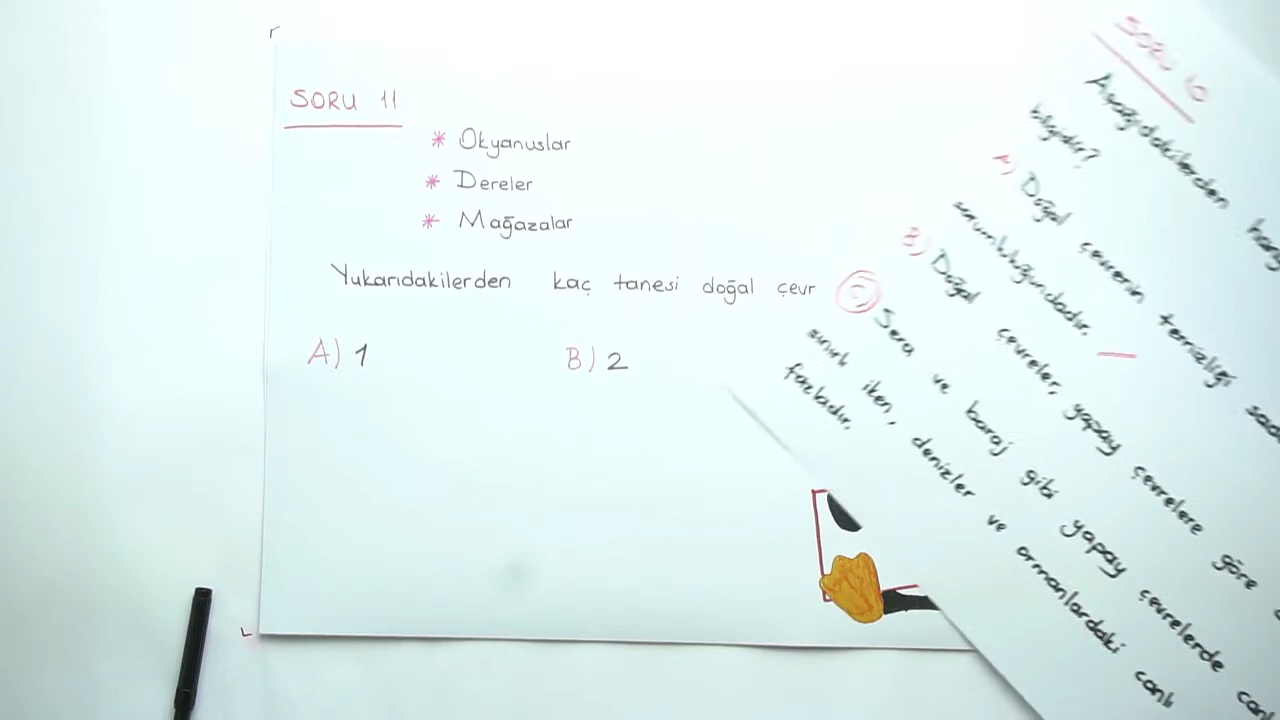 SORU 11
* Okyanuslar
* Dereler
* Mağazalar
Yukarıdakilerden kaç tanesi doğal çevr
A) 1 B) 2
SORU 10
Aşağıdakilerden
bilgidir?
A) Doğal çevrenin temizliği
sorumluluğundadır.
B) Doğal çevreler, yapay çevrelere göre
C) Sera ve baraj gibi yapay çevrelerde
sınırlı iken, denizler ve ormanlardaki canlı
fazladır.